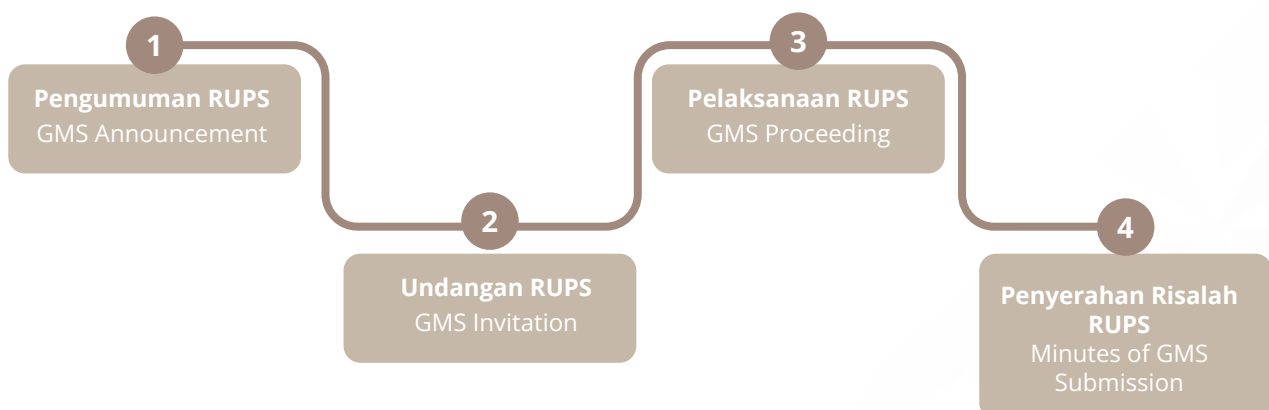 1
Pengumuman RUPS
GMS Announcement
2
Undangan RUPS
GMS Invitation
3
Pelaksanaan RUPS
GMS Proceeding
4
Penyerahan Risalah
RUPS
Minutes of GMS
Submission